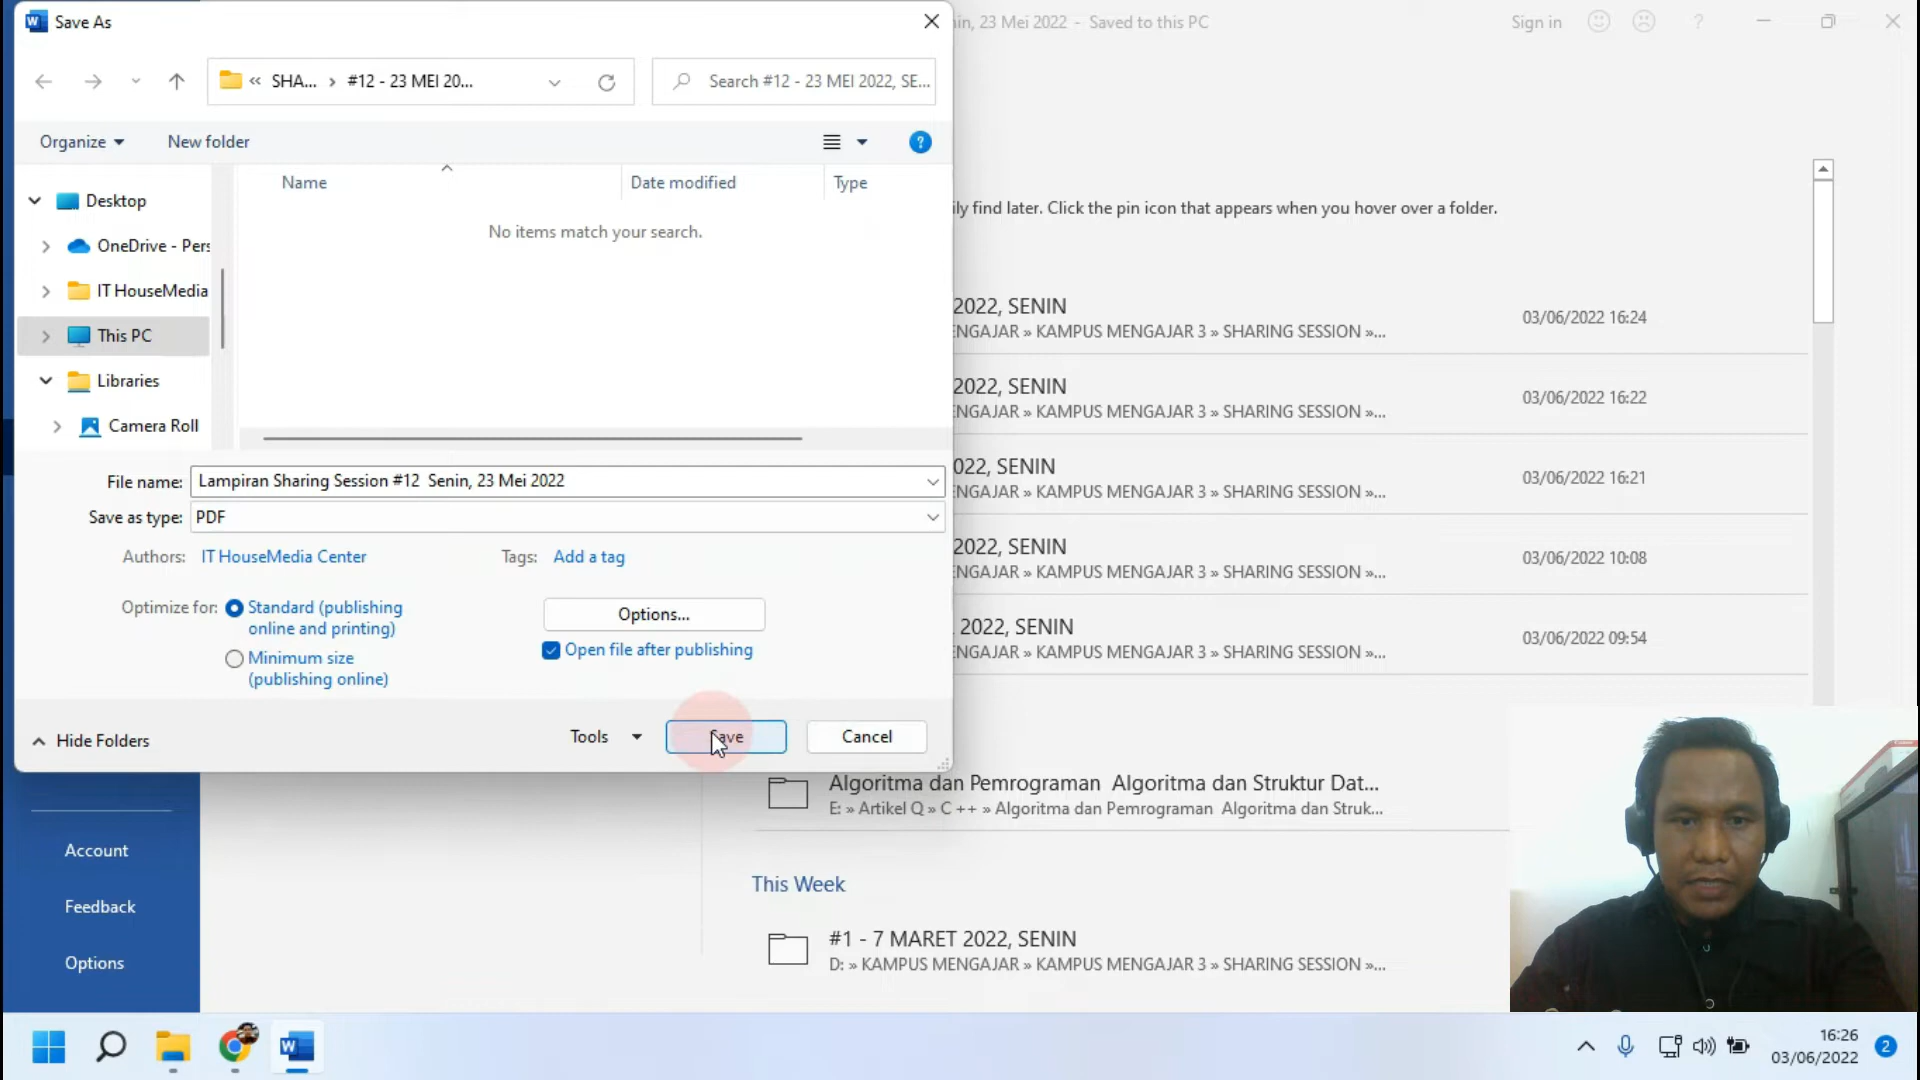 Save As
in, 23 Mei 2022 - Saved to this PC
Sign in
?
« SHA... › #12 - 23 MEI 20...
Search #12 - 23 MEI 2022, SE...
Organize
New folder
?
Name
Date modified
Type
No items match your search.
Desktop
OneDrive - Pers
IT HouseMedia
This PC
Libraries
Camera Roll
File name:
Lampiran Sharing Session #12  Senin, 23 Mei 2022
Save as type:
PDF
Authors:
IT HouseMedia Center
Tags:
Add a tag
Optimize for:
Standard (publishing
online and printing)
Minimum size
(publishing online)
Options...
Open file after publishing
Hide Folders
Tools
Save
Cancel
ily find later. Click the pin icon that appears when you hover over a folder.
2022, SENIN
ENGAJAR » KAMPUS MENGAJAR 3 » SHARING SESSION »...
03/06/2022 16:24
2022, SENIN
ENGAJAR » KAMPUS MENGAJAR 3 » SHARING SESSION »...
03/06/2022 16:22
022, SENIN
ENGAJAR » KAMPUS MENGAJAR 3 » SHARING SESSION »...
03/06/2022 16:21
2022, SENIN
ENGAJAR » KAMPUS MENGAJAR 3 » SHARING SESSION »...
03/06/2022 10:08
2022, SENIN
ENGAJAR » KAMPUS MENGAJAR 3 » SHARING SESSION »...
03/06/2022 09:54
Algoritma dan Pemrograman  Algoritma dan Struktur Dat...
E: » Artikel Q » C ++ » Algoritma dan Pemrograman  Algoritma dan Struk...
This Week
#1 - 7 MARET 2022, SENIN
D: » KAMPUS MENGAJAR » KAMPUS MENGAJAR 3 » SHARING SESSION »...
Account
Feedback
Options
16:26
03/06/2022
2